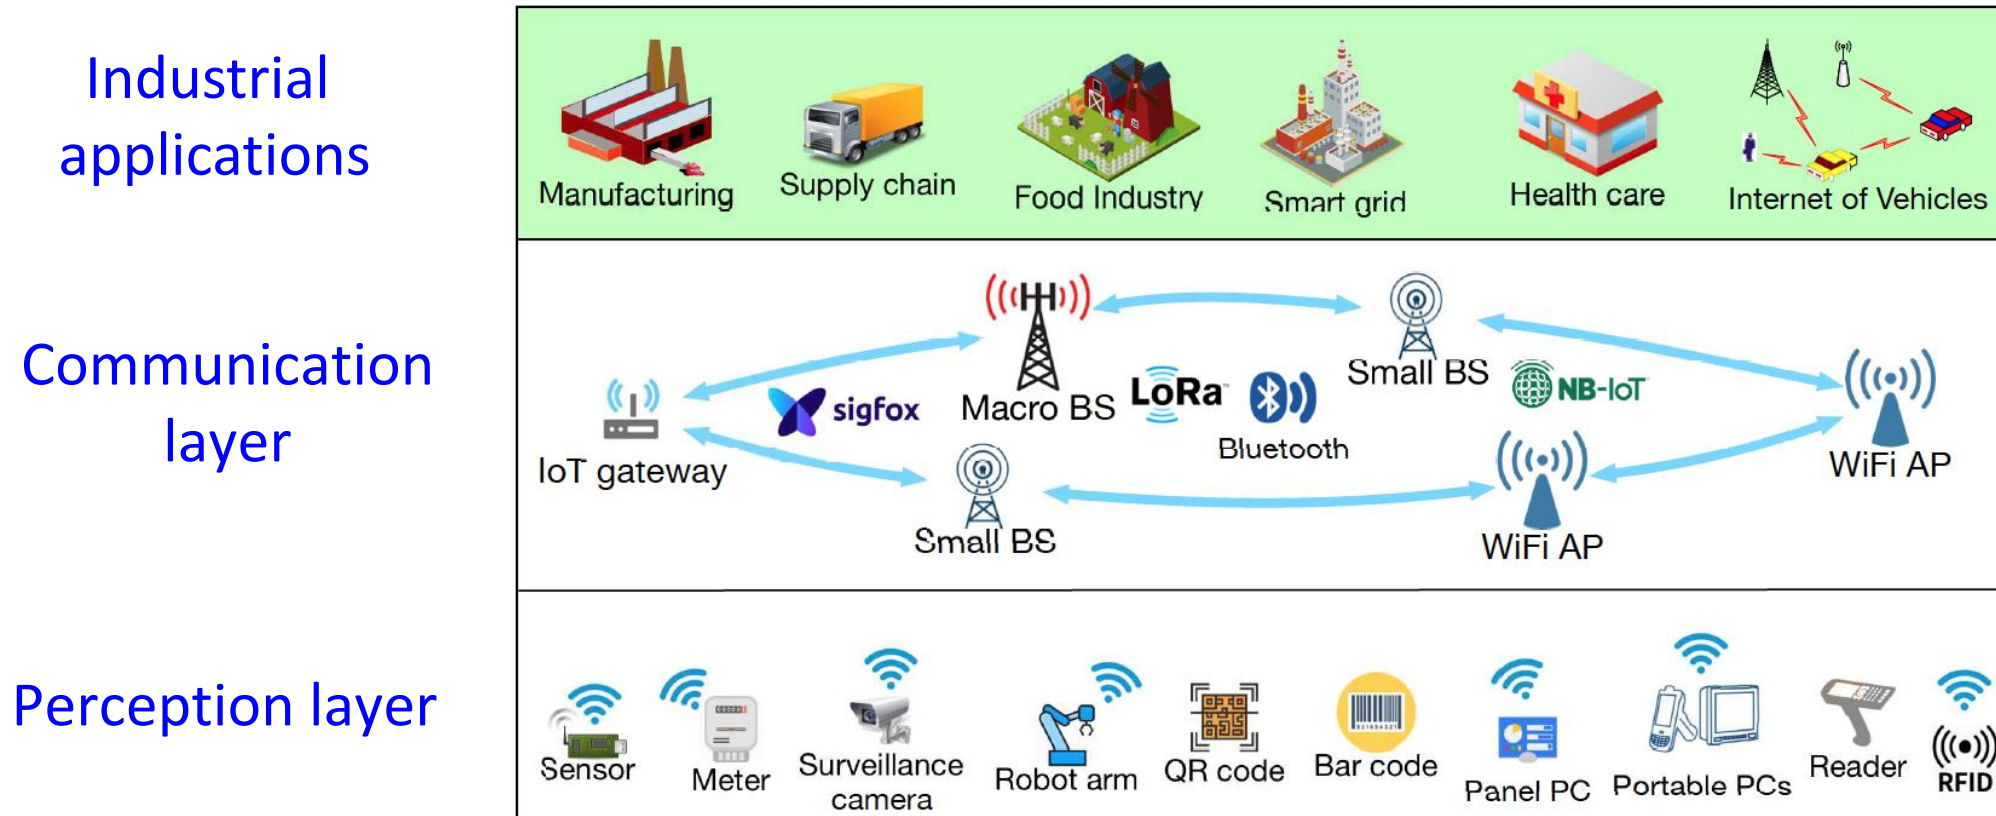 Industrial
applications
Manufacturing
Supply chain
Food Industry
Smart grid
Health care
Internet of Vehicles
Communication
layer
IoT gateway
sigfox
Macro BS
LoRa
Bluetooth
Small BS
NB-IoT
WiFi AP
Small BS
WiFi AP
Perception layer
Sensor
Meter
Surveillance
camera
Robot arm
QR code
Bar code
Panel PC
Portable PCs
Reader
RFID